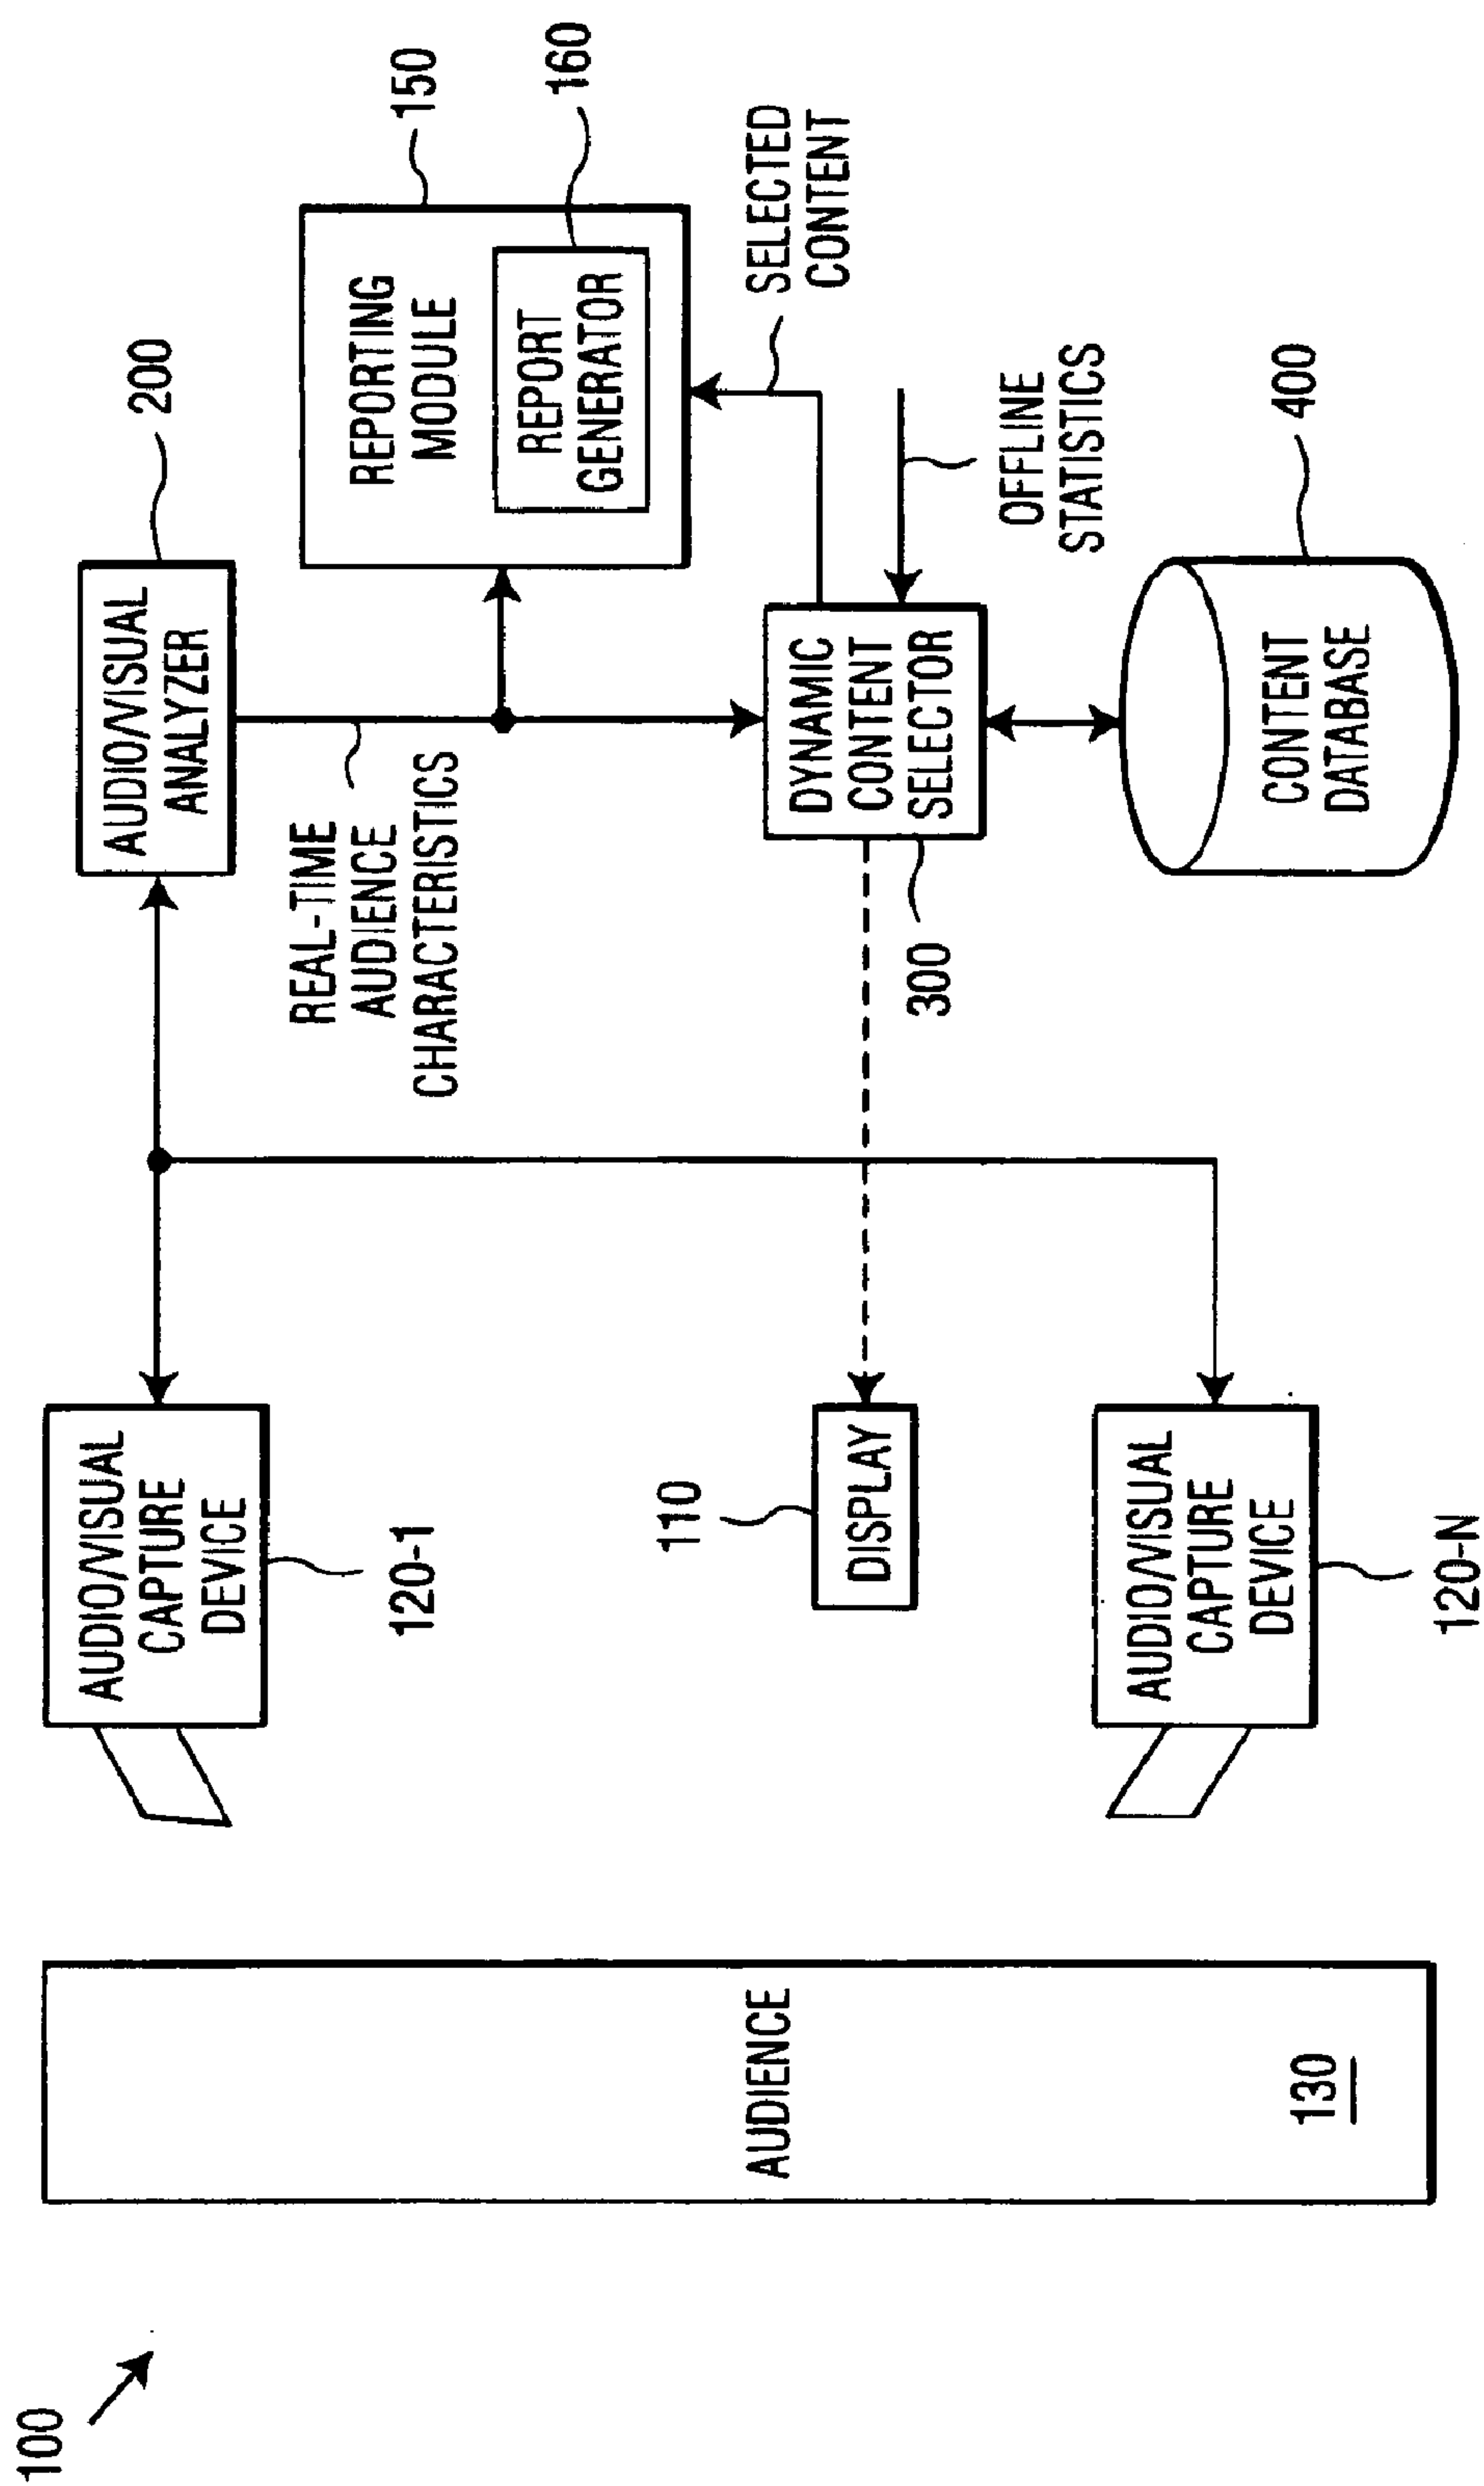 100
AUDIO/VISUAL
CAPTURE
DEVICE
120-1
AUDIO/VISUAL
ANALYZER
200
REAL-TIME
AUDIENCE
CHARACTERISTICS
REPORTING
MODULE
150
REPORT
GENERATOR
160
SELECTED
CONTENT
AUDIENCE
130
110
DISPLAY
DYNAMIC
CONTENT
SELECTOR
300
OFFLINE
STATISTICS
AUDIO/VISUAL
CAPTURE
DEVICE
120-N
CONTENT
DATABASE
400